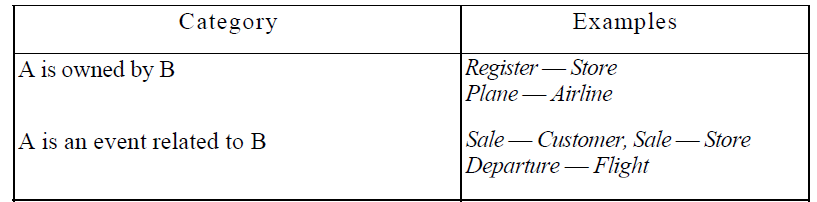 Category Examples
A is owned by B Register — Store
Plane — Airline
A is an event related to B Sale — Customer, Sale — Store
Departure — Flight